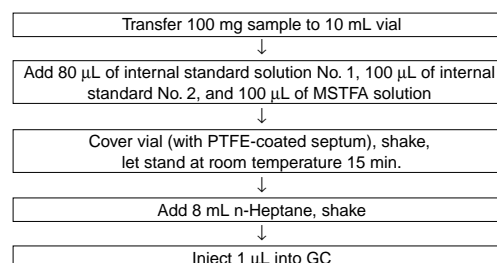 Transfer 100 mg sample to 10 mL vial
↓
Add 80 µL of internal standard solution No. 1, 100 µL of internal
standard No. 2, and 100 µL of MSTFA solution
↓
Cover vial (with PTFE-coated septum), shake,
let stand at room temperature 15 min.
↓
Add 8 mL n-Heptane, shake
↓
Inject 1 µL into GC